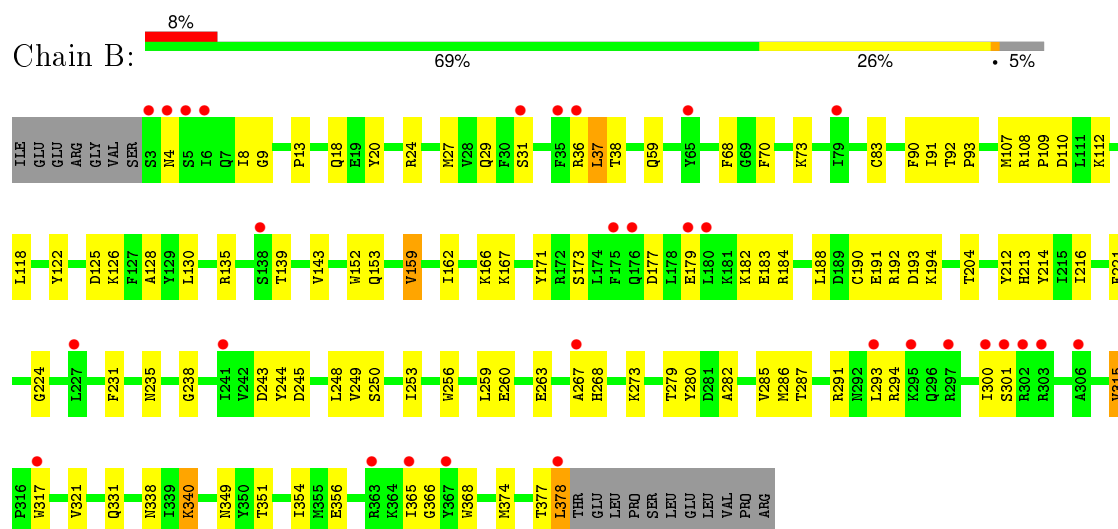 8%
Chain B:
69% 26% • 5%
ILE GLU GLU ARG GLY VAL SER S3 N4 S5 I6 Q7 I8 G9 P13 Q18 E19 Y20 R24 N27 V28 Q29 F30 S31 F35 R36 L37 T38 Q59 Y65 F68 G69 F70 K73 I79 C83 F90 I91 T92 P93 M107 R108 P109 D110 L111 K112
L118 Y122 D125 K126 F127 A128 Y129 L130 R135 S138 T139 V143 W152 Q153 V159 I162 K166 K167 Y171 R172 S173 L174 F175 Q176 D177 L178 E179 L180 K181 K182 E183 R184 L188 D189 C190 E191 R192 D193 K194 T204 Y212 H213 Y214 I215 I216 E221
G224 L227 F231 N235 G238 I241 V242 D243 Y244 D245 L248 V249 S250 I253 W256 L259 E260 E263 A267 H268 K273 T279 Y280 D281 A282 V285 M286 T287 R291 N292 L293 R294 K295 Q296 R297 I300 S301 R302 R303 A306 V315
P316 W317 V321 Q331 N338 I339 K340 N349 Y350 T351 I354 M355 E356 R363 K364 I365 G366 Y367 W368 M374 T377 L378 THR GLU LEU PRO SER LEU GLU LEU VAL PRO ARG